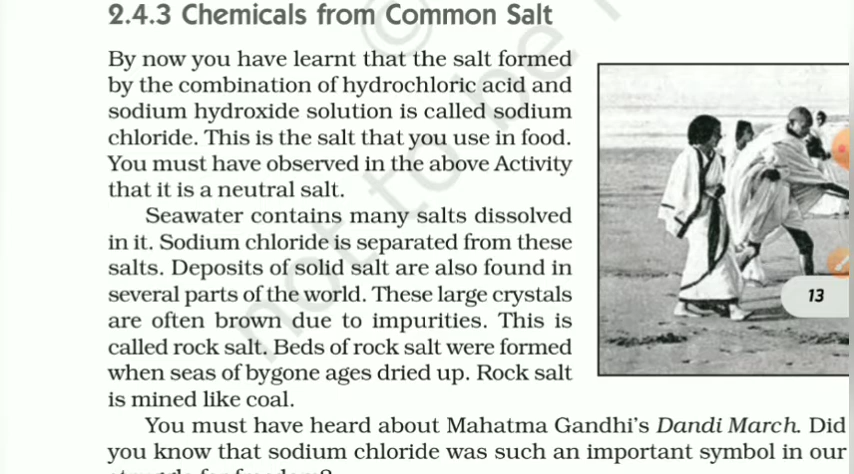 2.4.3 Chemicals from Common Salt
By now you have learnt that the salt formed
by the combination of hydrochloric acid and
sodium hydroxide solution is called sodium
chloride. This is the salt that you use in food.
You must have observed in the above Activity
that it is a neutral salt.
Seawater contains many salts dissolved
in it. Sodium chloride is separated from these
salts. Deposits of solid salt are also found in
several parts of the world. These large crystals
are often brown due to impurities. This is
called rock salt. Beds of rock salt were formed
when seas of bygone ages dried up. Rock salt
is mined like coal.
You must have heard about Mahatma Gandhi's Dandi March. Did
you know that sodium chloride was such an important symbol in our
struggle for freedom?
13
© not to be